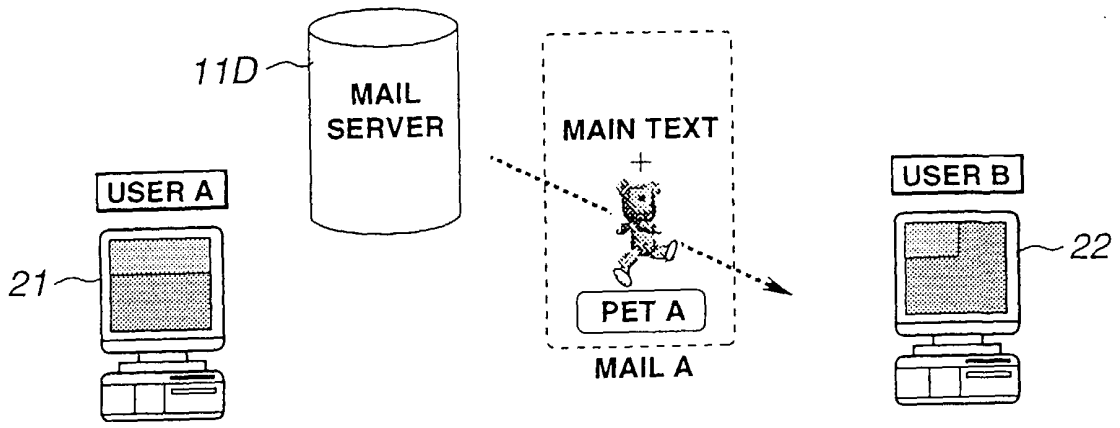 11D
MAIL
SERVER
MAIN TEXT
+
USER A
USER B
21
22
PET A
MAIL A